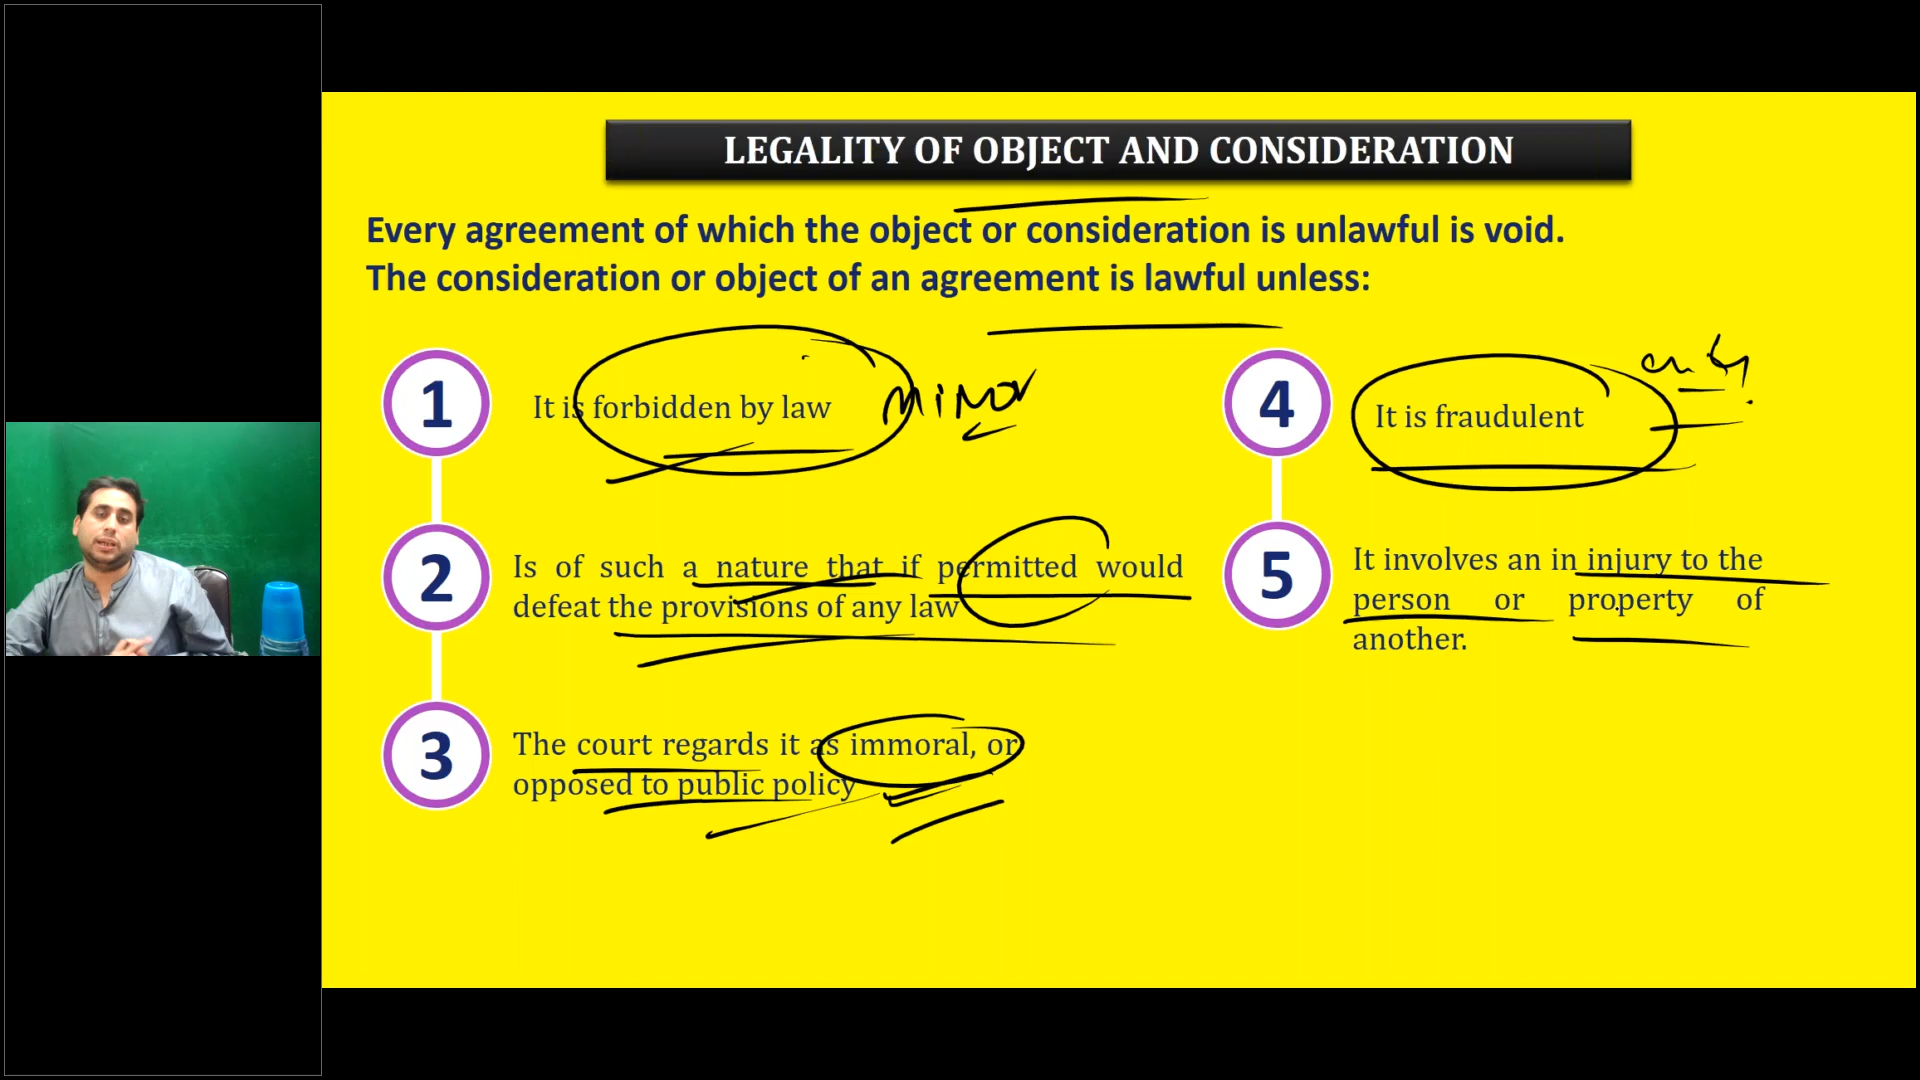 LEGALITY OF OBJECT AND CONSIDERATION
Every agreement of which the object or consideration is unlawful is void.
The consideration or object of an agreement is lawful unless:
1
It is forbidden by law
minor
2
Is of such a nature that if permitted would
defeat the provisions of any law
3
The court regards it as immoral, or
opposed to public policy
4
It is fraudulent
5
It involves an in injury to the
person or property of
another.